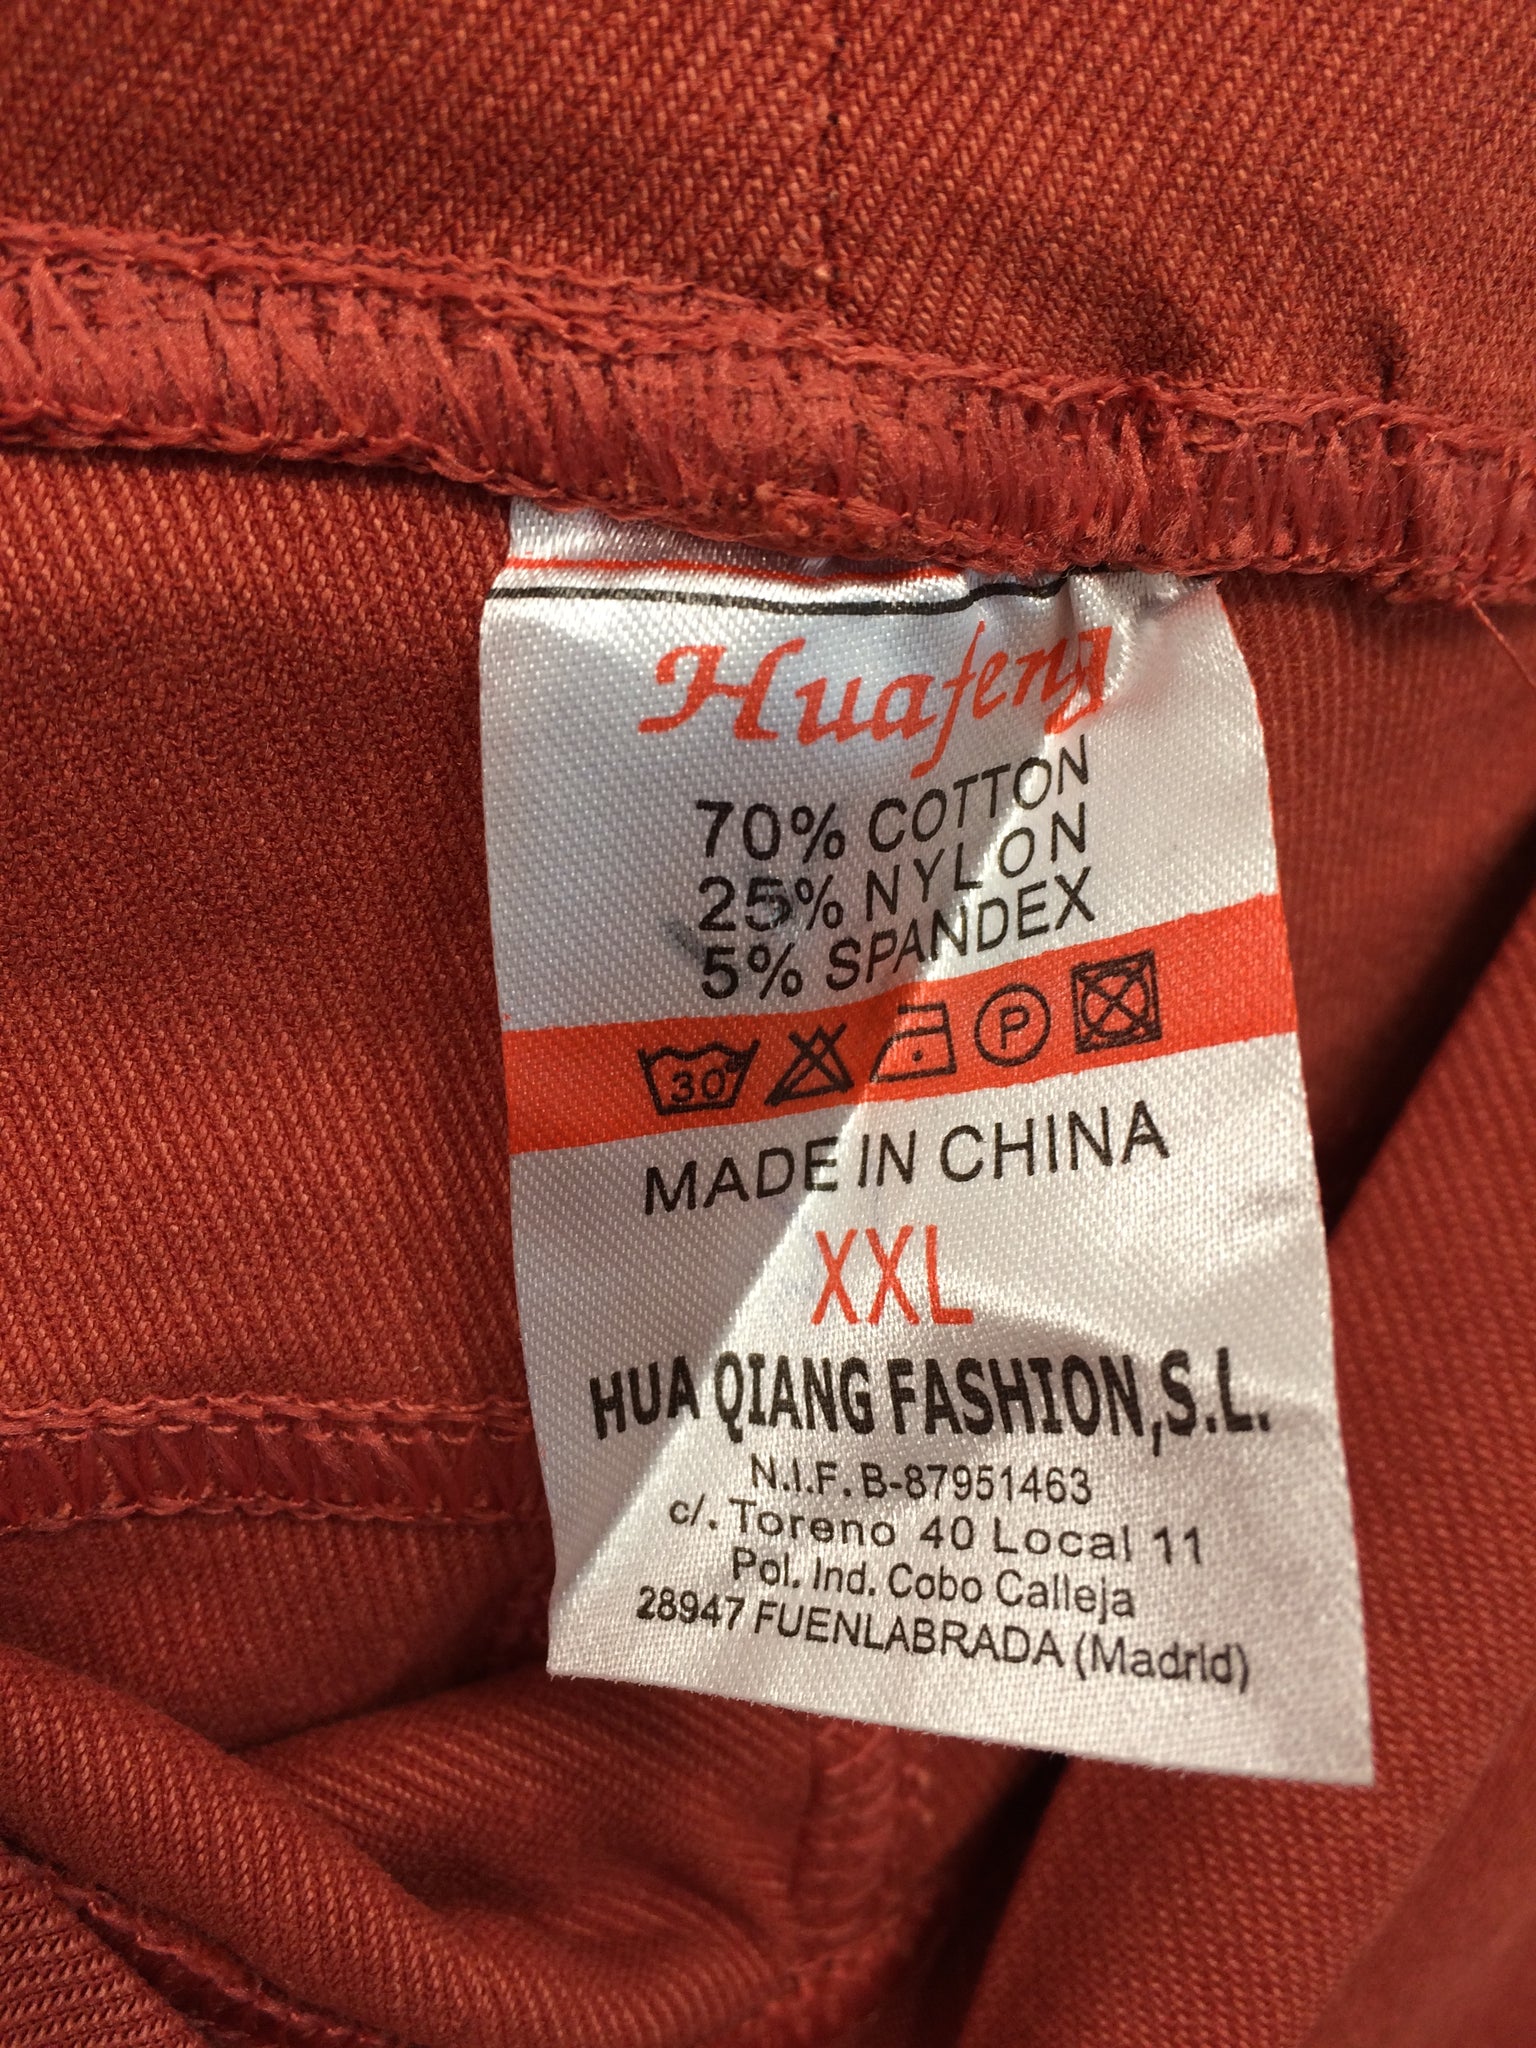 Huafeng
70% COTTON
25% NYLON
5% SPANDEX
30° P
MADE IN CHINA
XXL
HUA QIANG FASHION,S.L.
N.I.F. B-87951463
c/. Toreno 40 Local 11
Pol. Ind. Cobo Calleja
28947 FUENLABRADA (Madrid)